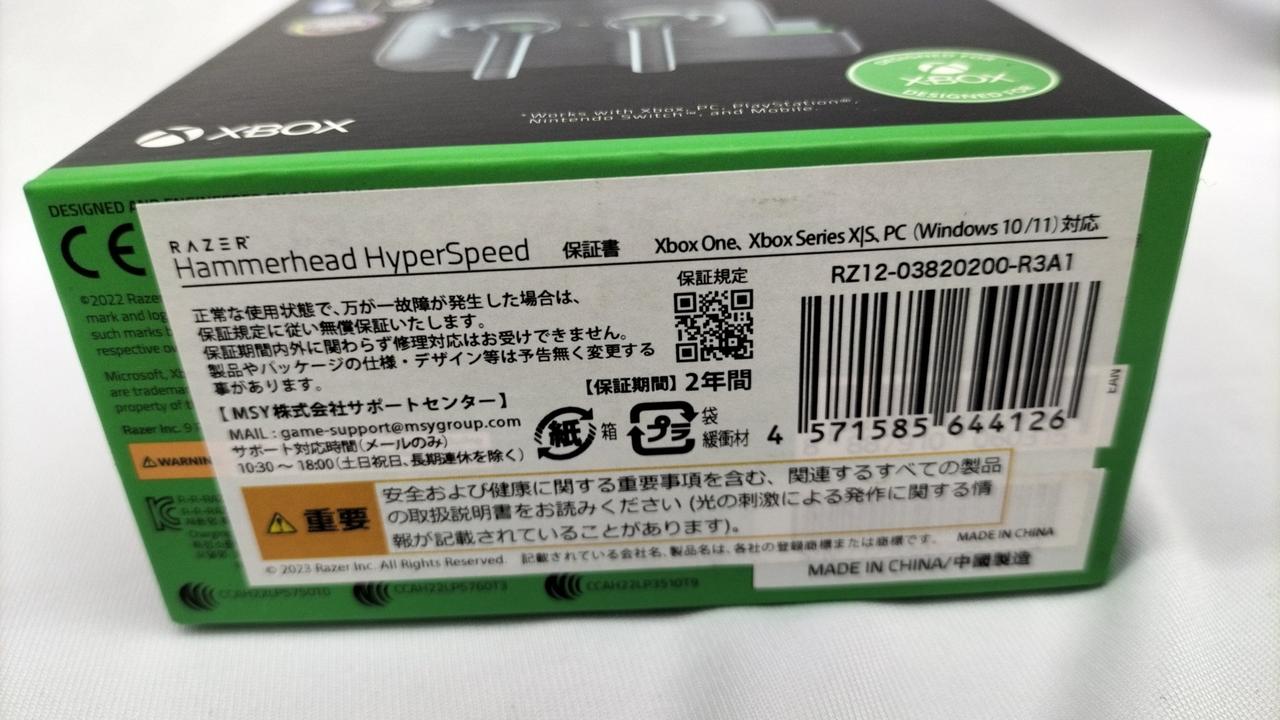 XBOX
*Works with Xbox, PC, PlayStation®,
Nintendo Switch™, and Mobile.
DESIGNED FOR
XBOX
DESIGNED FOR
DESIGNED
CE
RAZER™
Hammerhead HyperSpeed 保証書 Xbox One、Xbox Series X|S、PC (Windows 10/11)対応
正常な使用状態で、万が一故障が発生した場合は、
保証規定に従い無償保証いたします。
保証期間内外に関わらず修理対応はお受けできません。
製品やパッケージの仕様・デザイン等は予告無く変更する
事があります。
【保証期間】2年間
保証規定
RZ12-03820200-R3A1
4 571585 644126
【MSY株式会社サポートセンター】
MAIL : game-support@msygroup.com
サポート対応時間(メールのみ)
10:30～18:00(土日祝日、長期連休を除く)
紙 箱
プラ 袋
緩衝材
重要
安全および健康に関する重要事項を含む、関連するすべての製品
の取扱説明書をお読みください (光の刺激による発作に関する情
報が記載されていることがあります)。
© 2023 Razer Inc. All Rights Reserved. 記載されている会社名、製品名は、各社の登録商標または商標です。 MADE IN CHINA
MADE IN CHINA/中國製造
EAN
©2022 Razer
mark and
such marks
respective
Microsoft,
are
property of
Razer Inc. 9
WARNIN
CCAH22LP5750T0
CCAH22LP5760T3
CCAH22LP3510T9